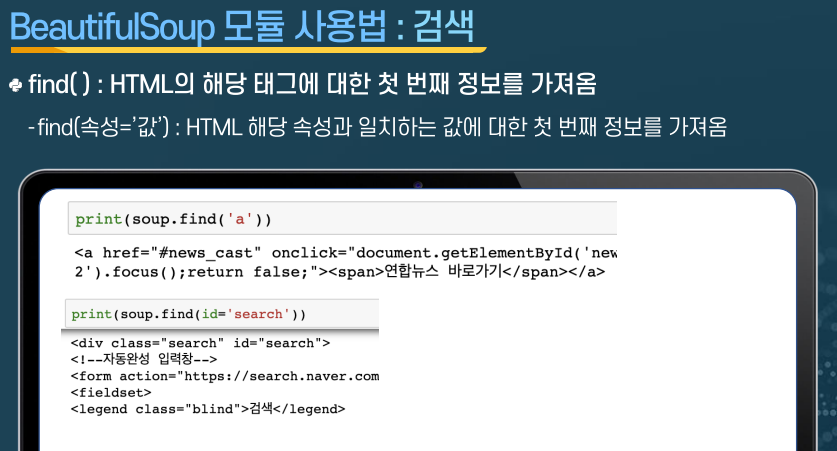 BeautifulSoup 모듈 사용법 : 검색
find( ) : HTML의 해당 태그에 대한 첫 번째 정보를 가져옴
-find(속성=’값’) : HTML 해당 속성과 일치하는 값에 대한 첫 번째 정보를 가져옴
print(soup.find('a'))
<a href="#news_cast" onclick="document.getElementById('new
2').focus();return false;"><span>연합뉴스 바로가기</span></a>
print(soup.find(id='search'))
<div class="search" id="search">
<!--자동완성 입력창-->
<form action="https://search.naver.com
<fieldset>
<legend class="blind">검색</legend>